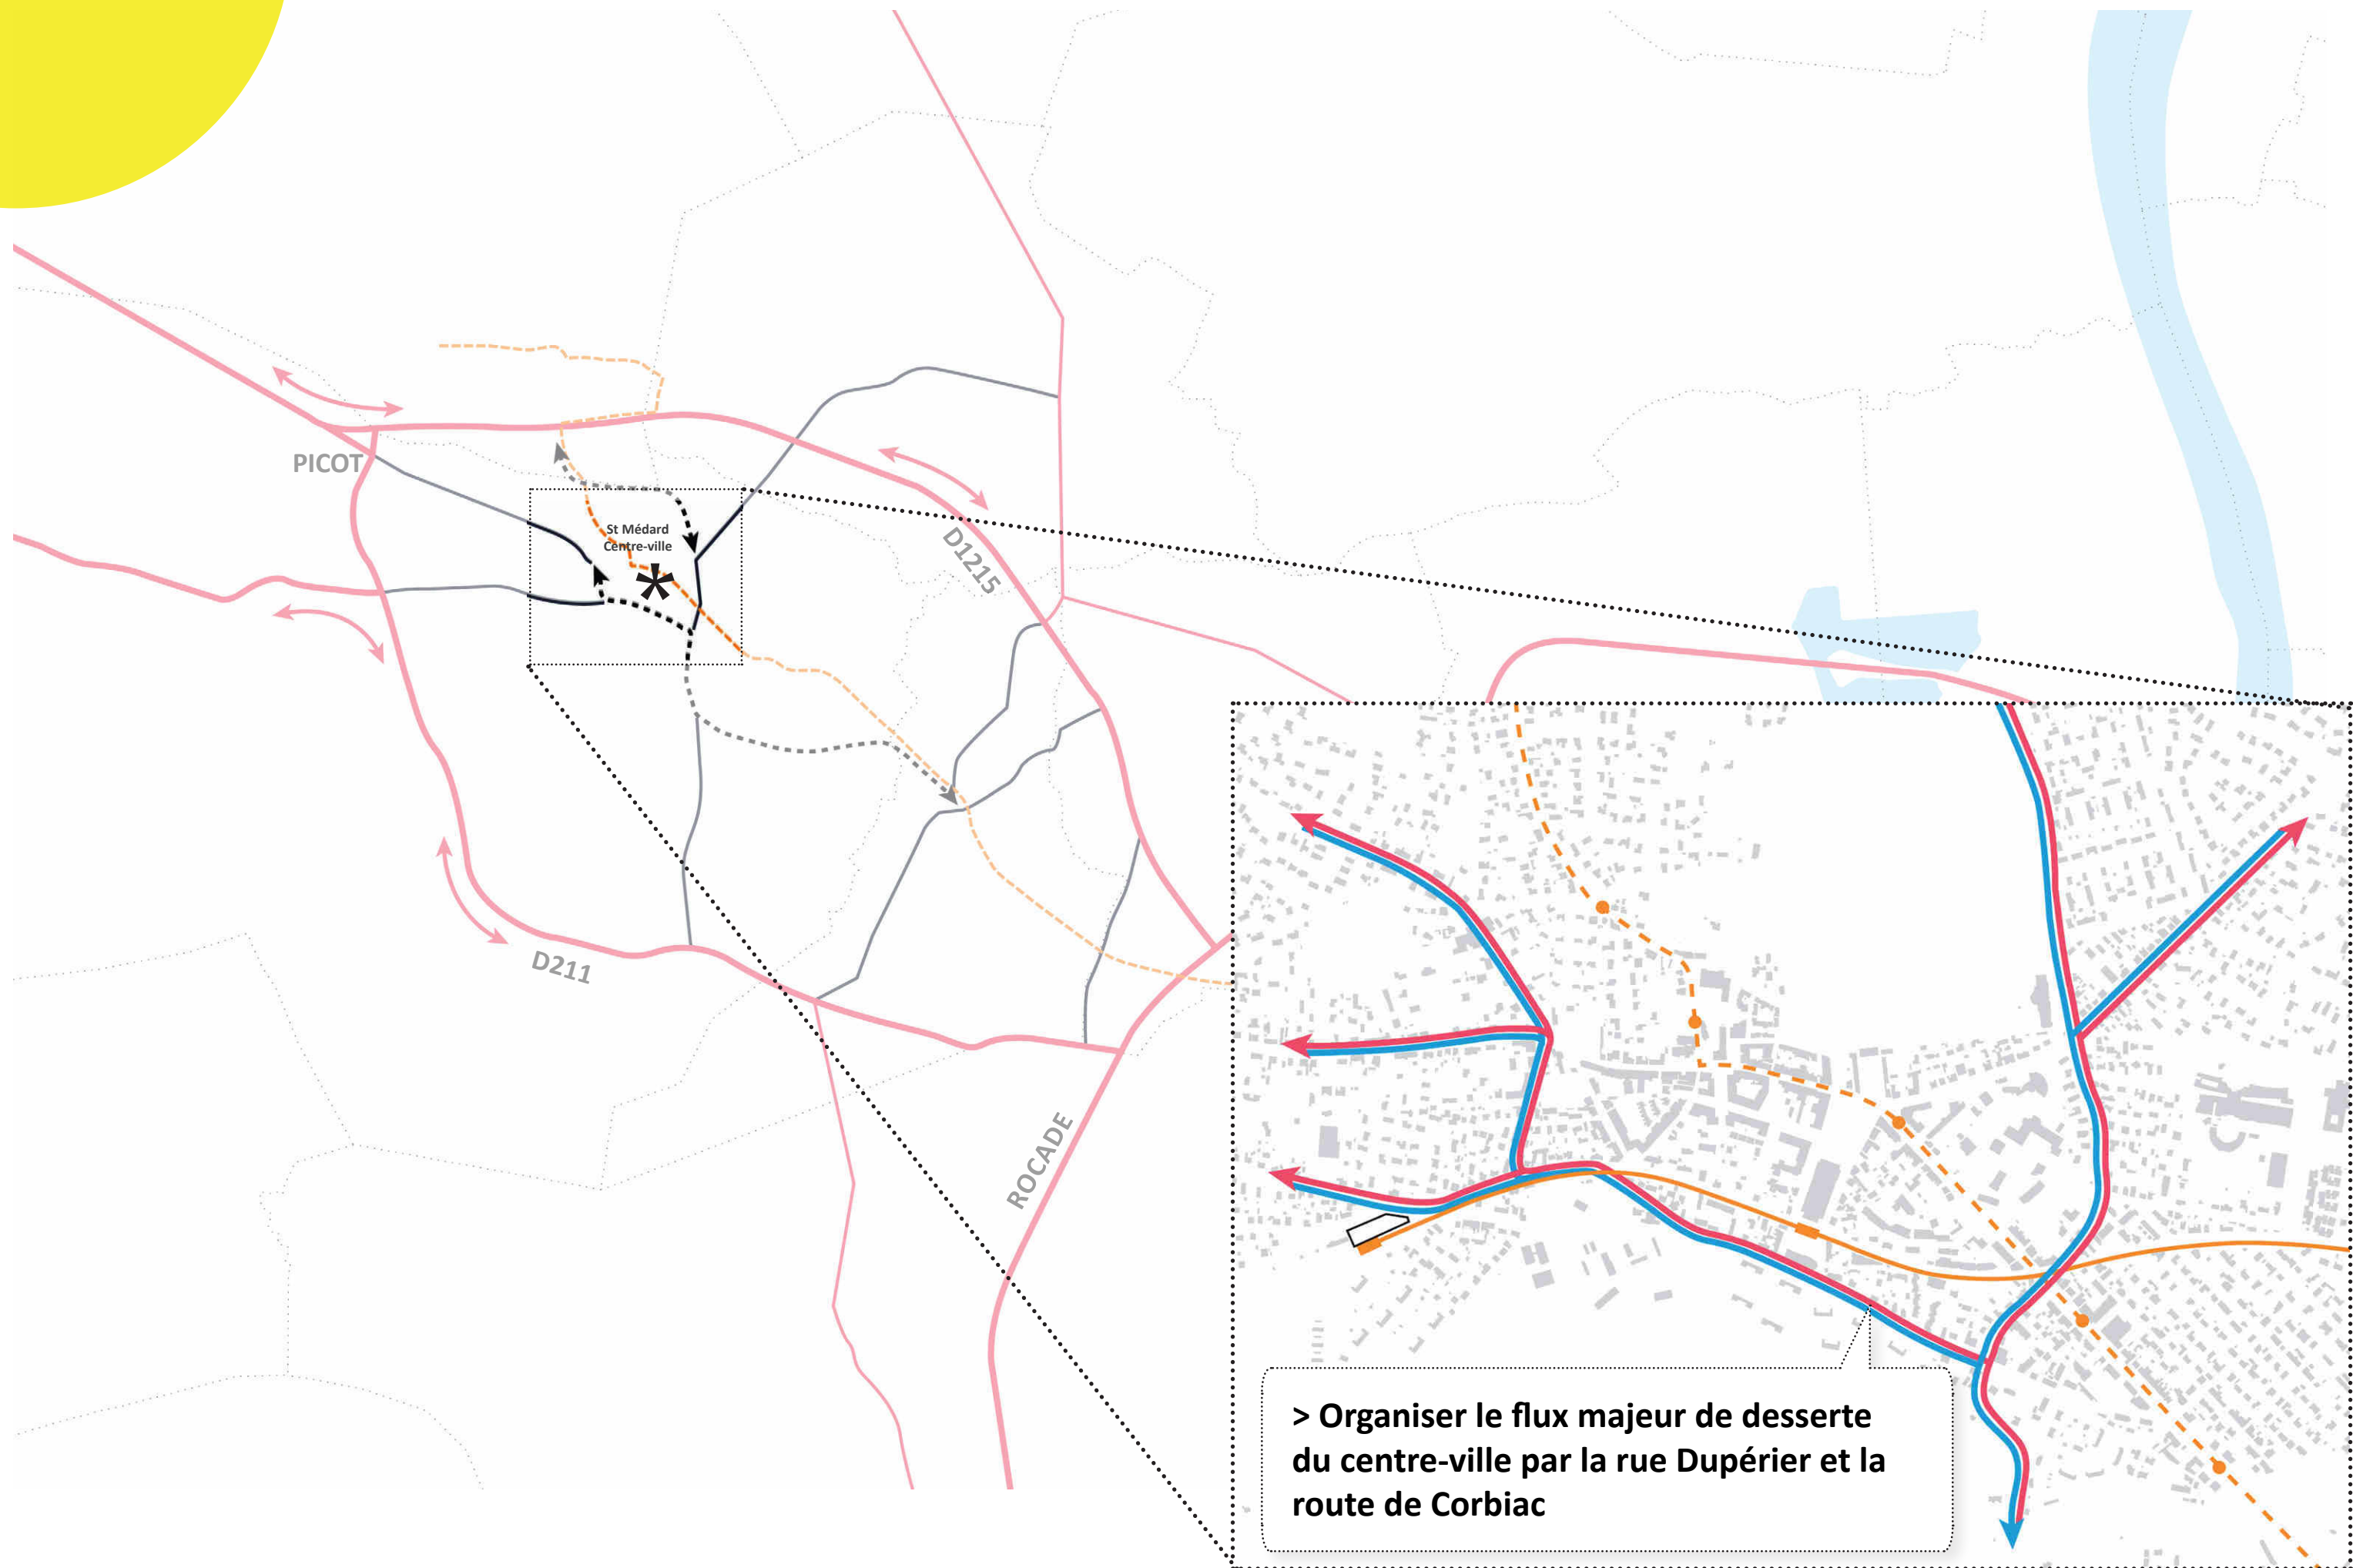 PICOT
St Médard
Centre-ville
D1215
D211
ROCADE
> Organiser le flux majeur de desserte
du centre-ville par la rue Dupérier et la
route de Corbiac